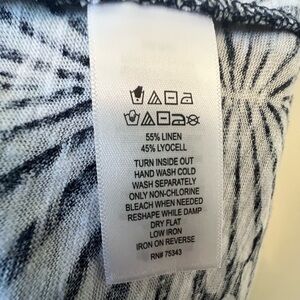 55% LINEN
45% LYOCELL
TURN INSIDE OUT
HAND WASH COLD
WASH SEPARATELY
ONLY NON-CHLORINE
BLEACH WHEN NEEDED
RESHAPE WHILE DAMP
DRY FLAT
LOW IRON
IRON ON REVERSE
RN# 75343